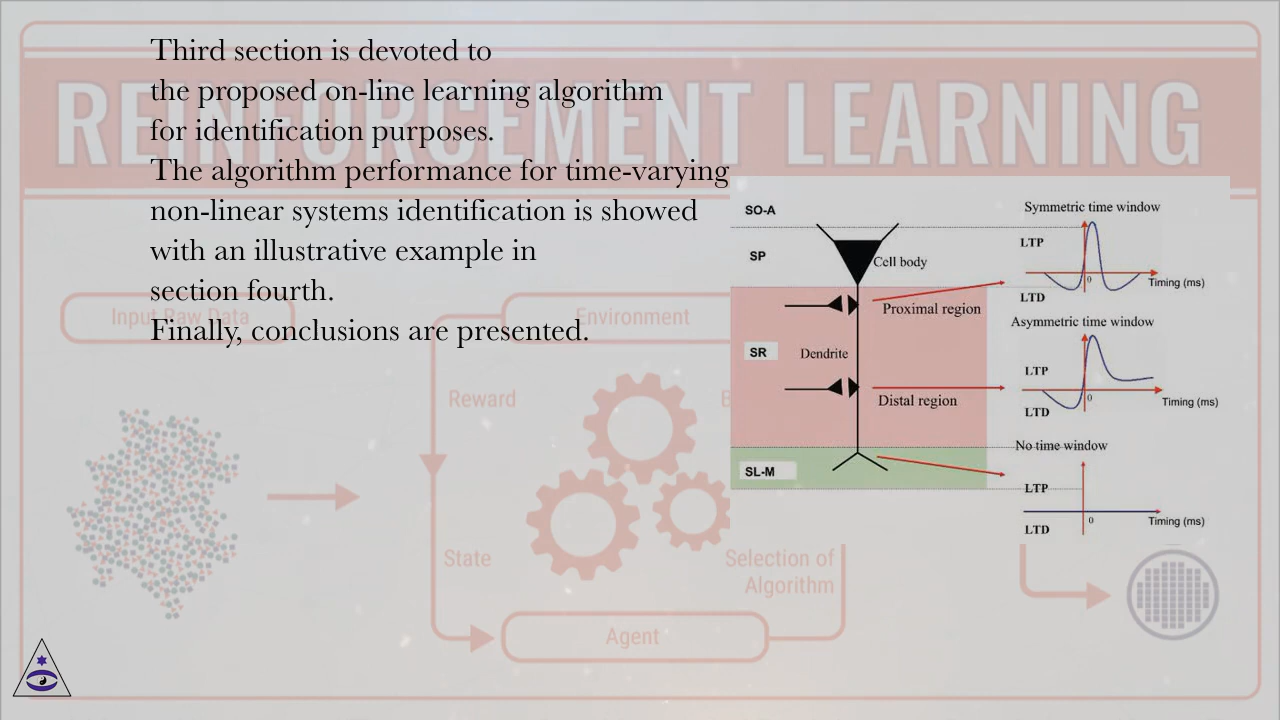 Third section is devoted to
the proposed on-line learning algorithm
for identification purposes.
The algorithm performance for time-varying
non-linear systems identification is showed
with an illustrative example in
section fourth.
Finally, conclusions are presented.
REINFORCEMENT LEARNING
Input Raw Data
Environment
Reward
State
Selection of
Algorithm
Agent
SO-A
SP
Cell body
Proximal region
SR
Dendrite
Distal region
SL-M
Symmetric time window
LTP
0
Timing (ms)
LTD
Asymmetric time window
LTP
0
Timing (ms)
LTD
No time window
LTP
0
Timing (ms)
LTD